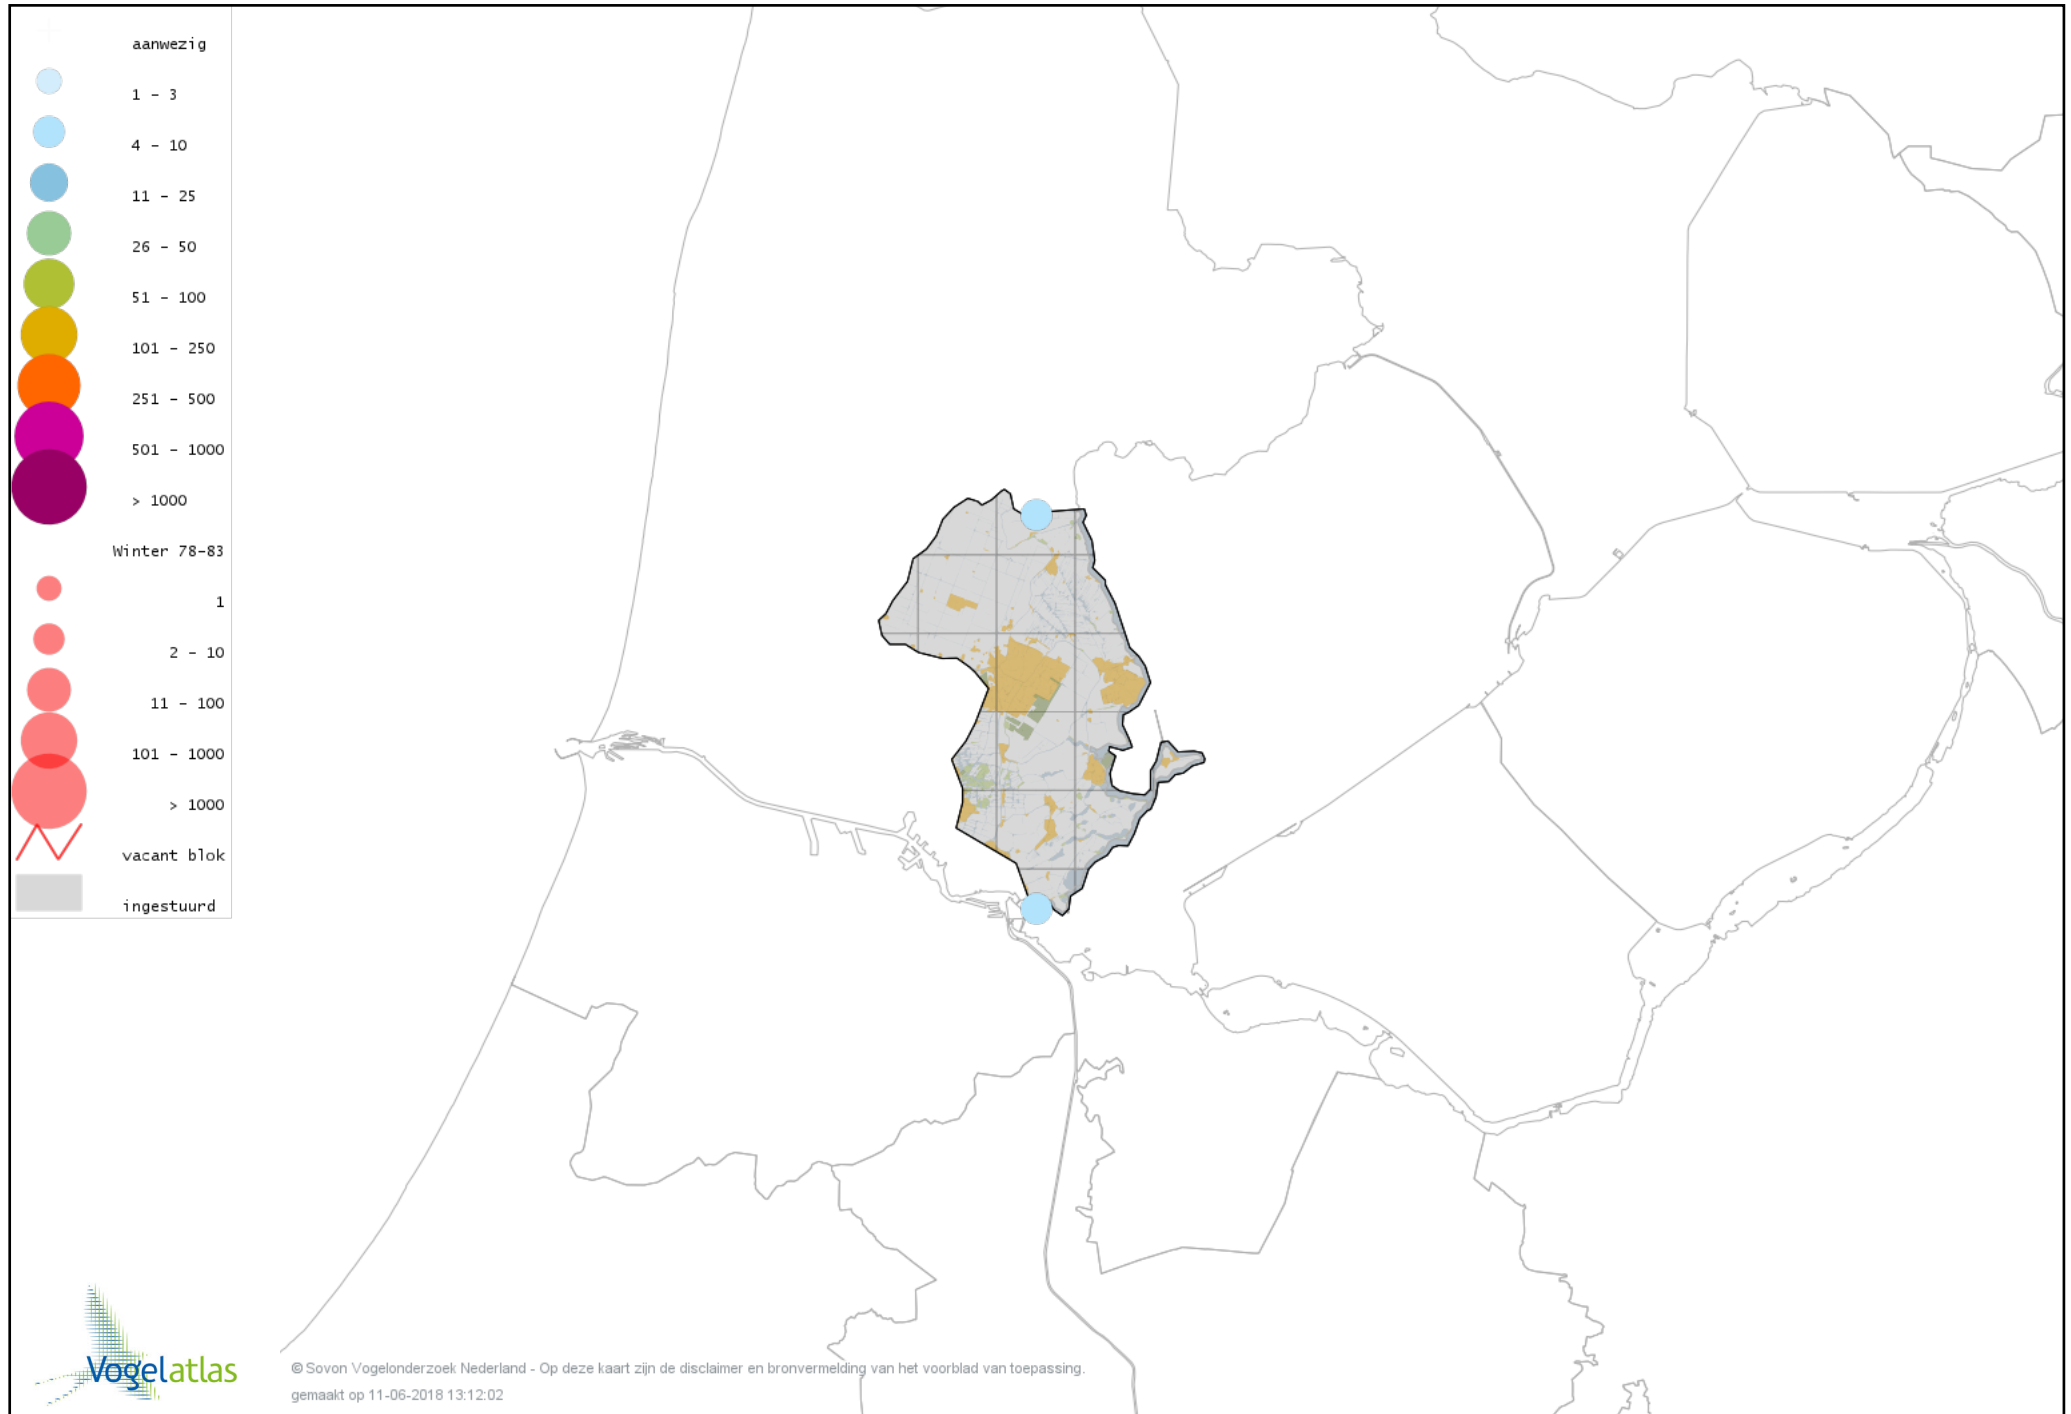 aanwezig
1 - 3
4 - 10
11 - 25
26 - 50
51 - 100
101 - 250
251 - 500
501 - 1000
> 1000
Winter 78-83
1
2 - 10
11 - 100
101 - 1000
> 1000
vacant blok
ingestuurd
Vogelatlas
© Sovon Vogelonderzoek Nederland - Op deze kaart zijn de disclaimer en bronvermelding van het voorblad van toepassing.
gemaakt op 11-06-2018 13:12:02